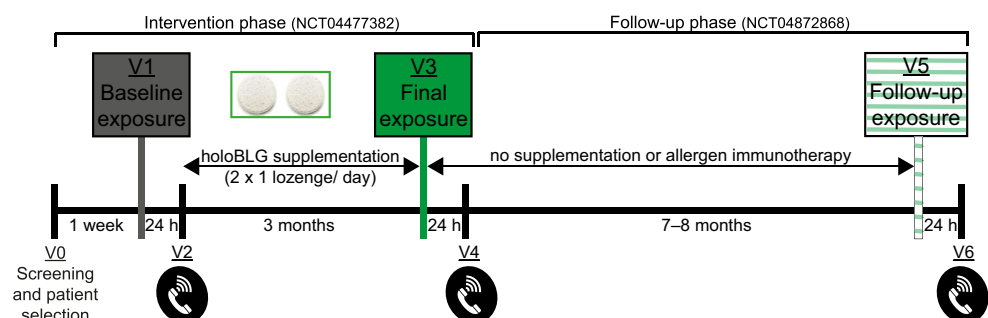 Intervention phase (NCT04477382)
Follow-up phase (NCT04872868)
V1
Baseline
exposure
V3
Final
exposure
V5
Follow-up
exposure
holoBLG supplementation
(2 x 1 lozenge/ day)
no supplementation or allergen immunotherapy
1 week
24 h
3 months
24 h
7–8 months
24 h
V0
Screening
and patient
selection
V2
V4
V6